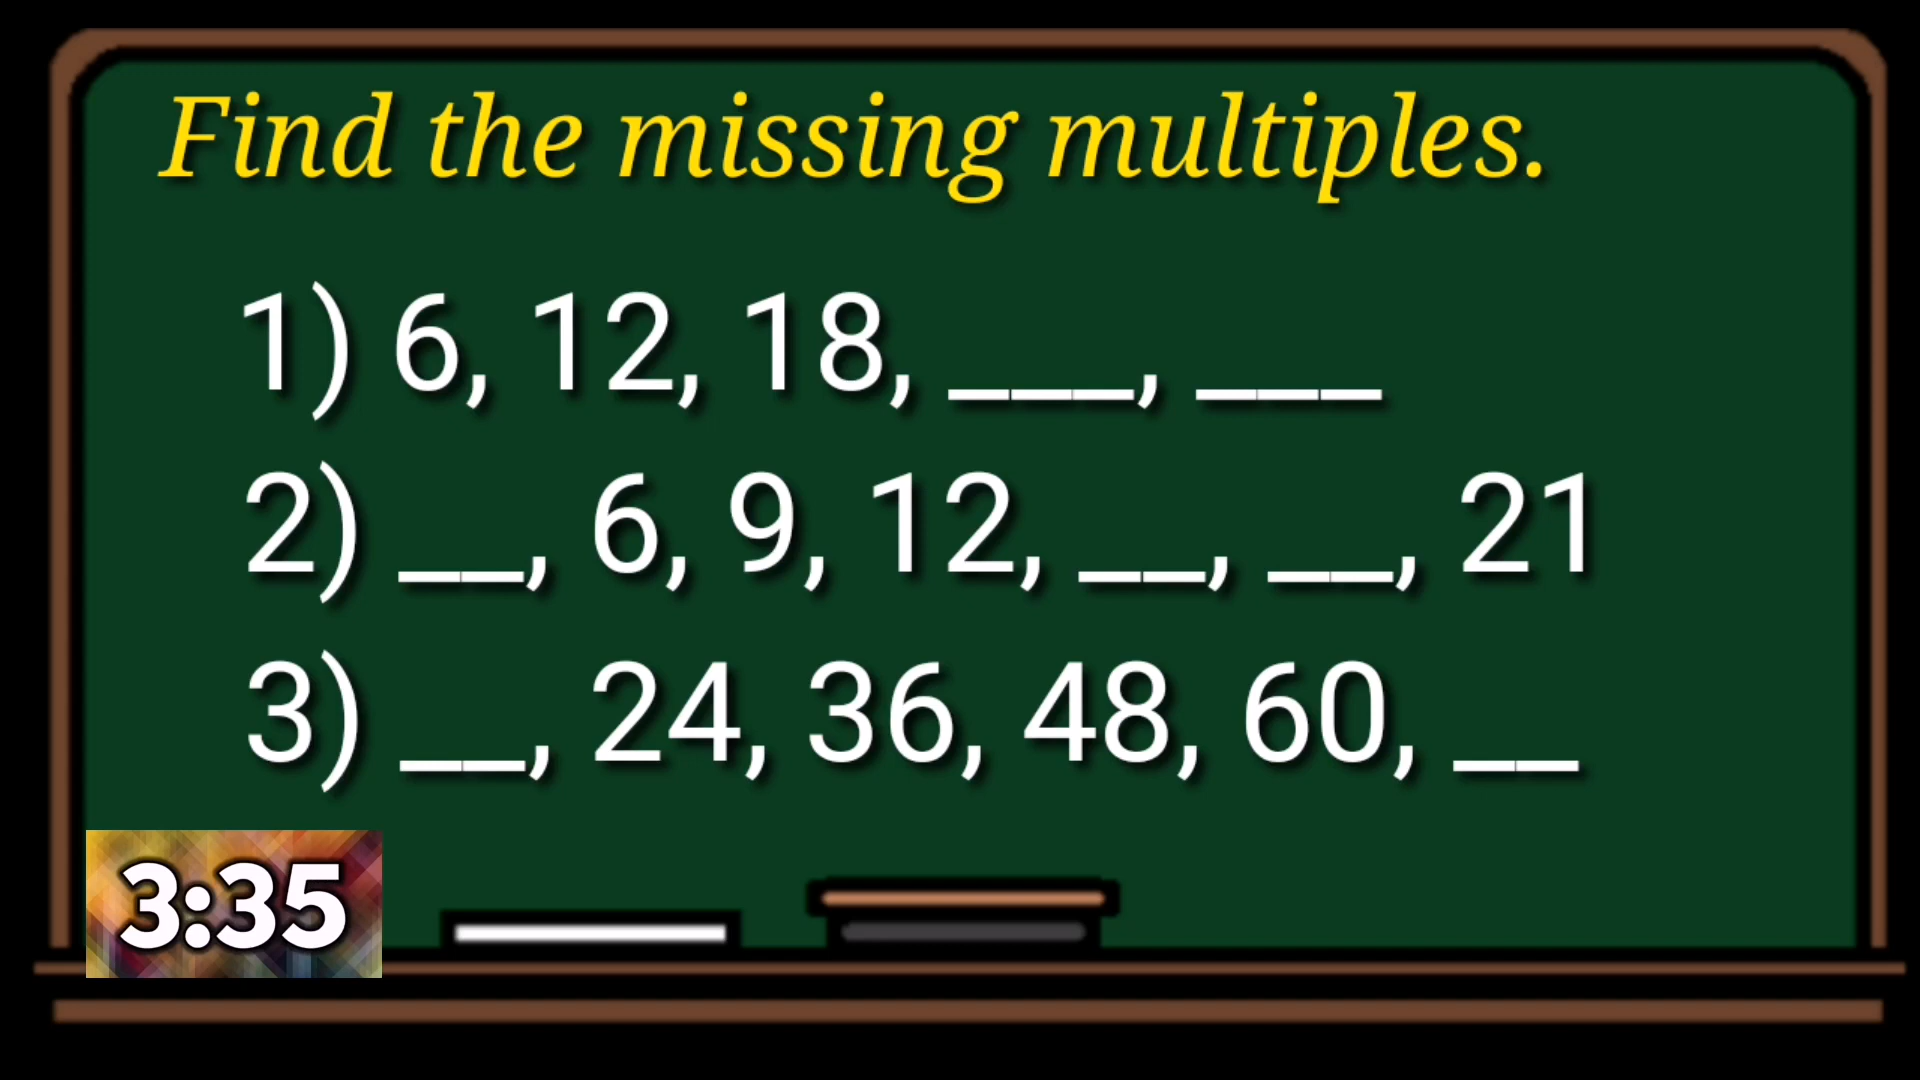 Find the missing multiples.
1) 6, 12, 18, ___, ___
2) __, 6, 9, 12, __, __, 21
3) __, 24, 36, 48, 60, __
3:35